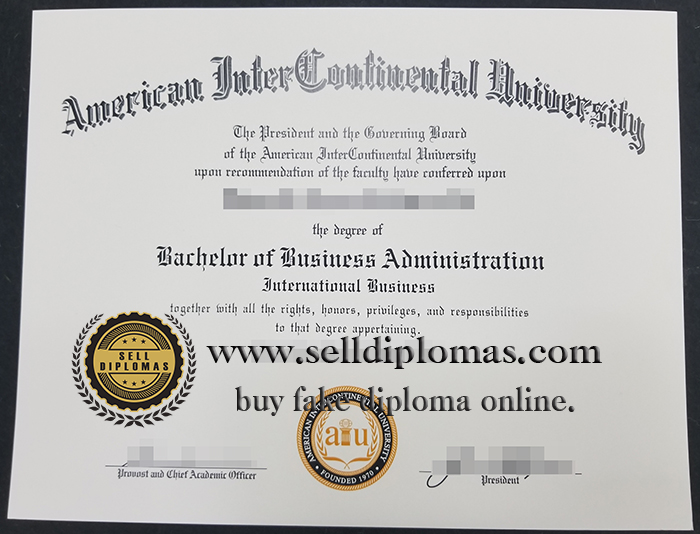 American InterContinental University
The President and the Governing Board
of the American InterContinental University
upon recommendation of the faculty have conferred upon
the degree of
Bachelor of Business Administration
International Business
together with all the rights, honors, privileges, and responsibilities
to that degree appertaining.
SELL
DIPLOMAS
www.selldiplomas.com
buy fake diploma online.
AMERICAN INTERCONTINENTAL UNIVERSITY
aiu
FOUNDED 1970
Provost and Chief Academic Officer
President